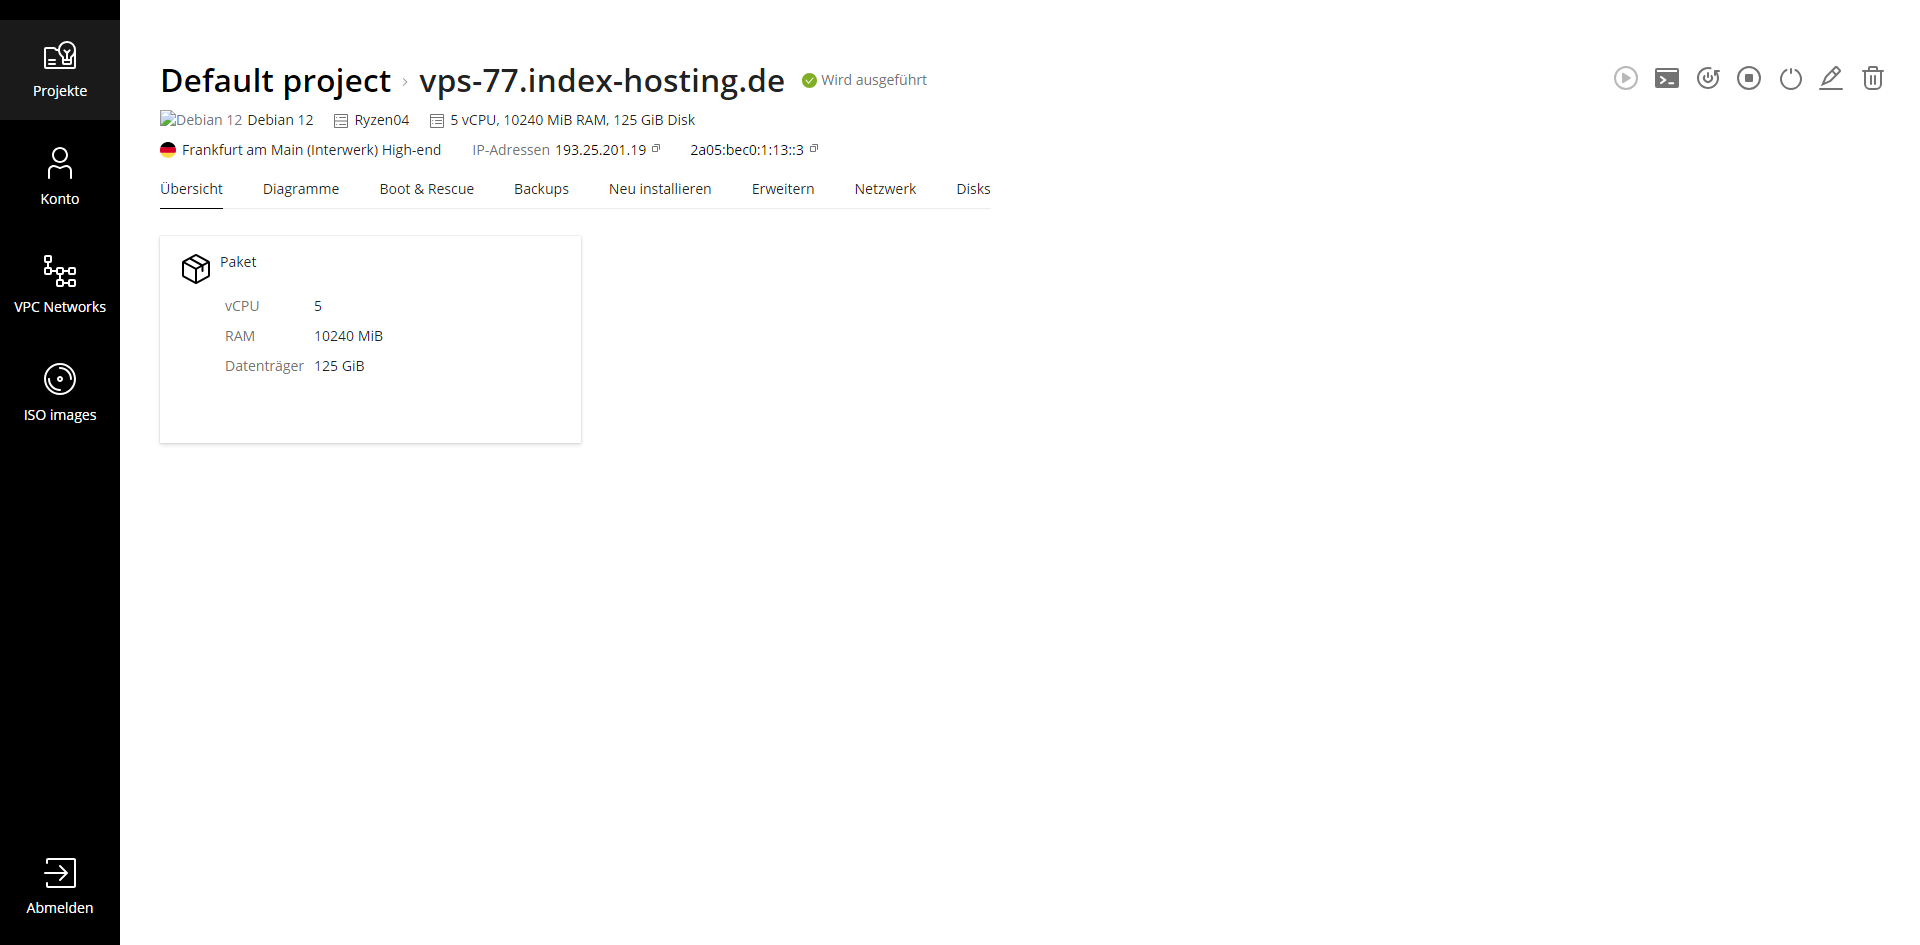 Projekte
Konto
VPC Networks
ISO images
Abmelden
Default project › vps-77.index-hosting.de Wird ausgeführt
Debian 12 Debian 12 Ryzen04 5 vCPU, 10240 MiB RAM, 125 GiB Disk
Frankfurt am Main (Interwerk) High-end IP-Adressen 193.25.201.19 2a05:bec0:1:13::3
Übersicht Diagramme Boot & Rescue Backups Neu installieren Erweitern Netzwerk Disks
Paket
vCPU 5
RAM 10240 MiB
Datenträger 125 GiB